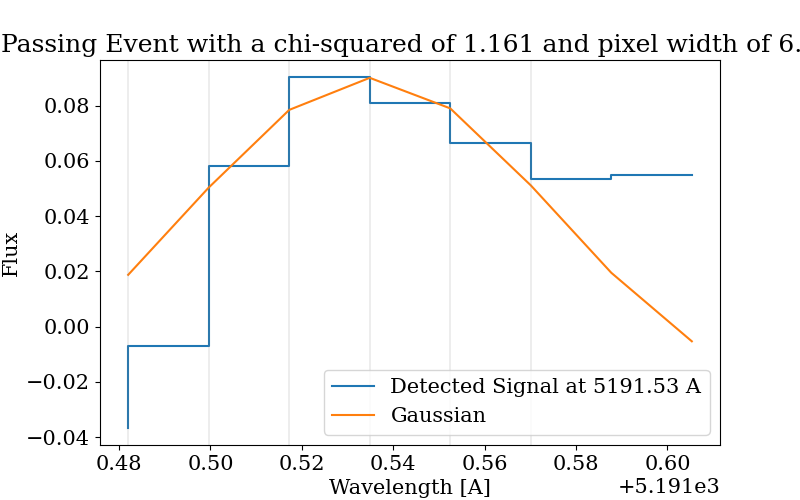 Passing Event with a chi-squared of 1.161 and pixel width of 6.
Flux
0.08
0.06
0.04
0.02
0.00
−0.02
−0.04
Detected Signal at 5191.53 A
Gaussian
0.48 0.50 0.52 0.54 0.56 0.58 0.60
+5.191e3
Wavelength [A]